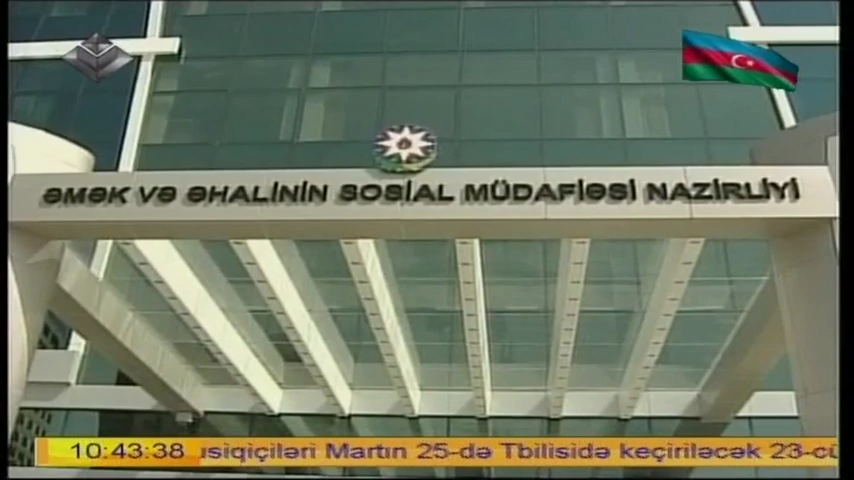 ƏMƏK VƏ ƏHALİNİN SOSİAL MÜDAFİƏSİ NAZİRLİYİ
10:43:38 usiqiçiləri Martın 25-də Tbilisidə keçiriləcək 23-cü